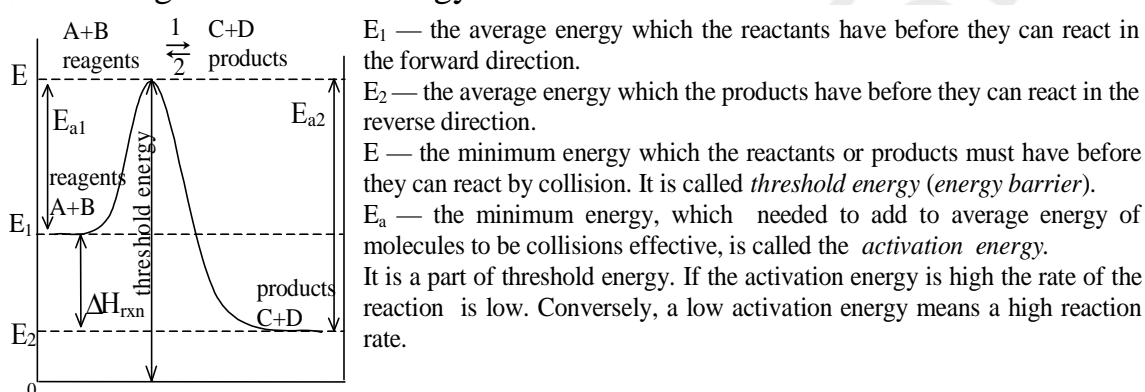 A+B
reagents
1
⇄
2
C+D
products
E
Ea1
Ea2
threshold energy
reagents
A+B
E1
ΔHrxn
products
C+D
E2
0
E1 — the average energy which the reactants have before they can react in
the forward direction.
E2 — the average energy which the products have before they can react in the
reverse direction.
E — the minimum energy which the reactants or products must have before
they can react by collision. It is called threshold energy (energy barrier).
Ea — the minimum energy, which needed to add to average energy of
molecules to be collisions effective, is called the activation energy.
It is a part of threshold energy. If the activation energy is high the rate of the
reaction is low. Conversely, a low activation energy means a high reaction
rate.